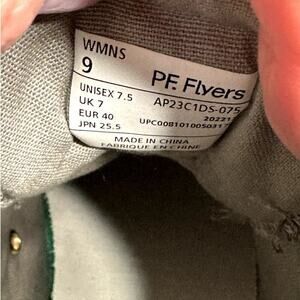 WMNS
9
PF. Flyers
UNISEX 7.5 AP23C1DS-075
UK 7
EUR 40
JPN 25.5
MADE IN CHINA
FABRIQUÉ EN CHINE